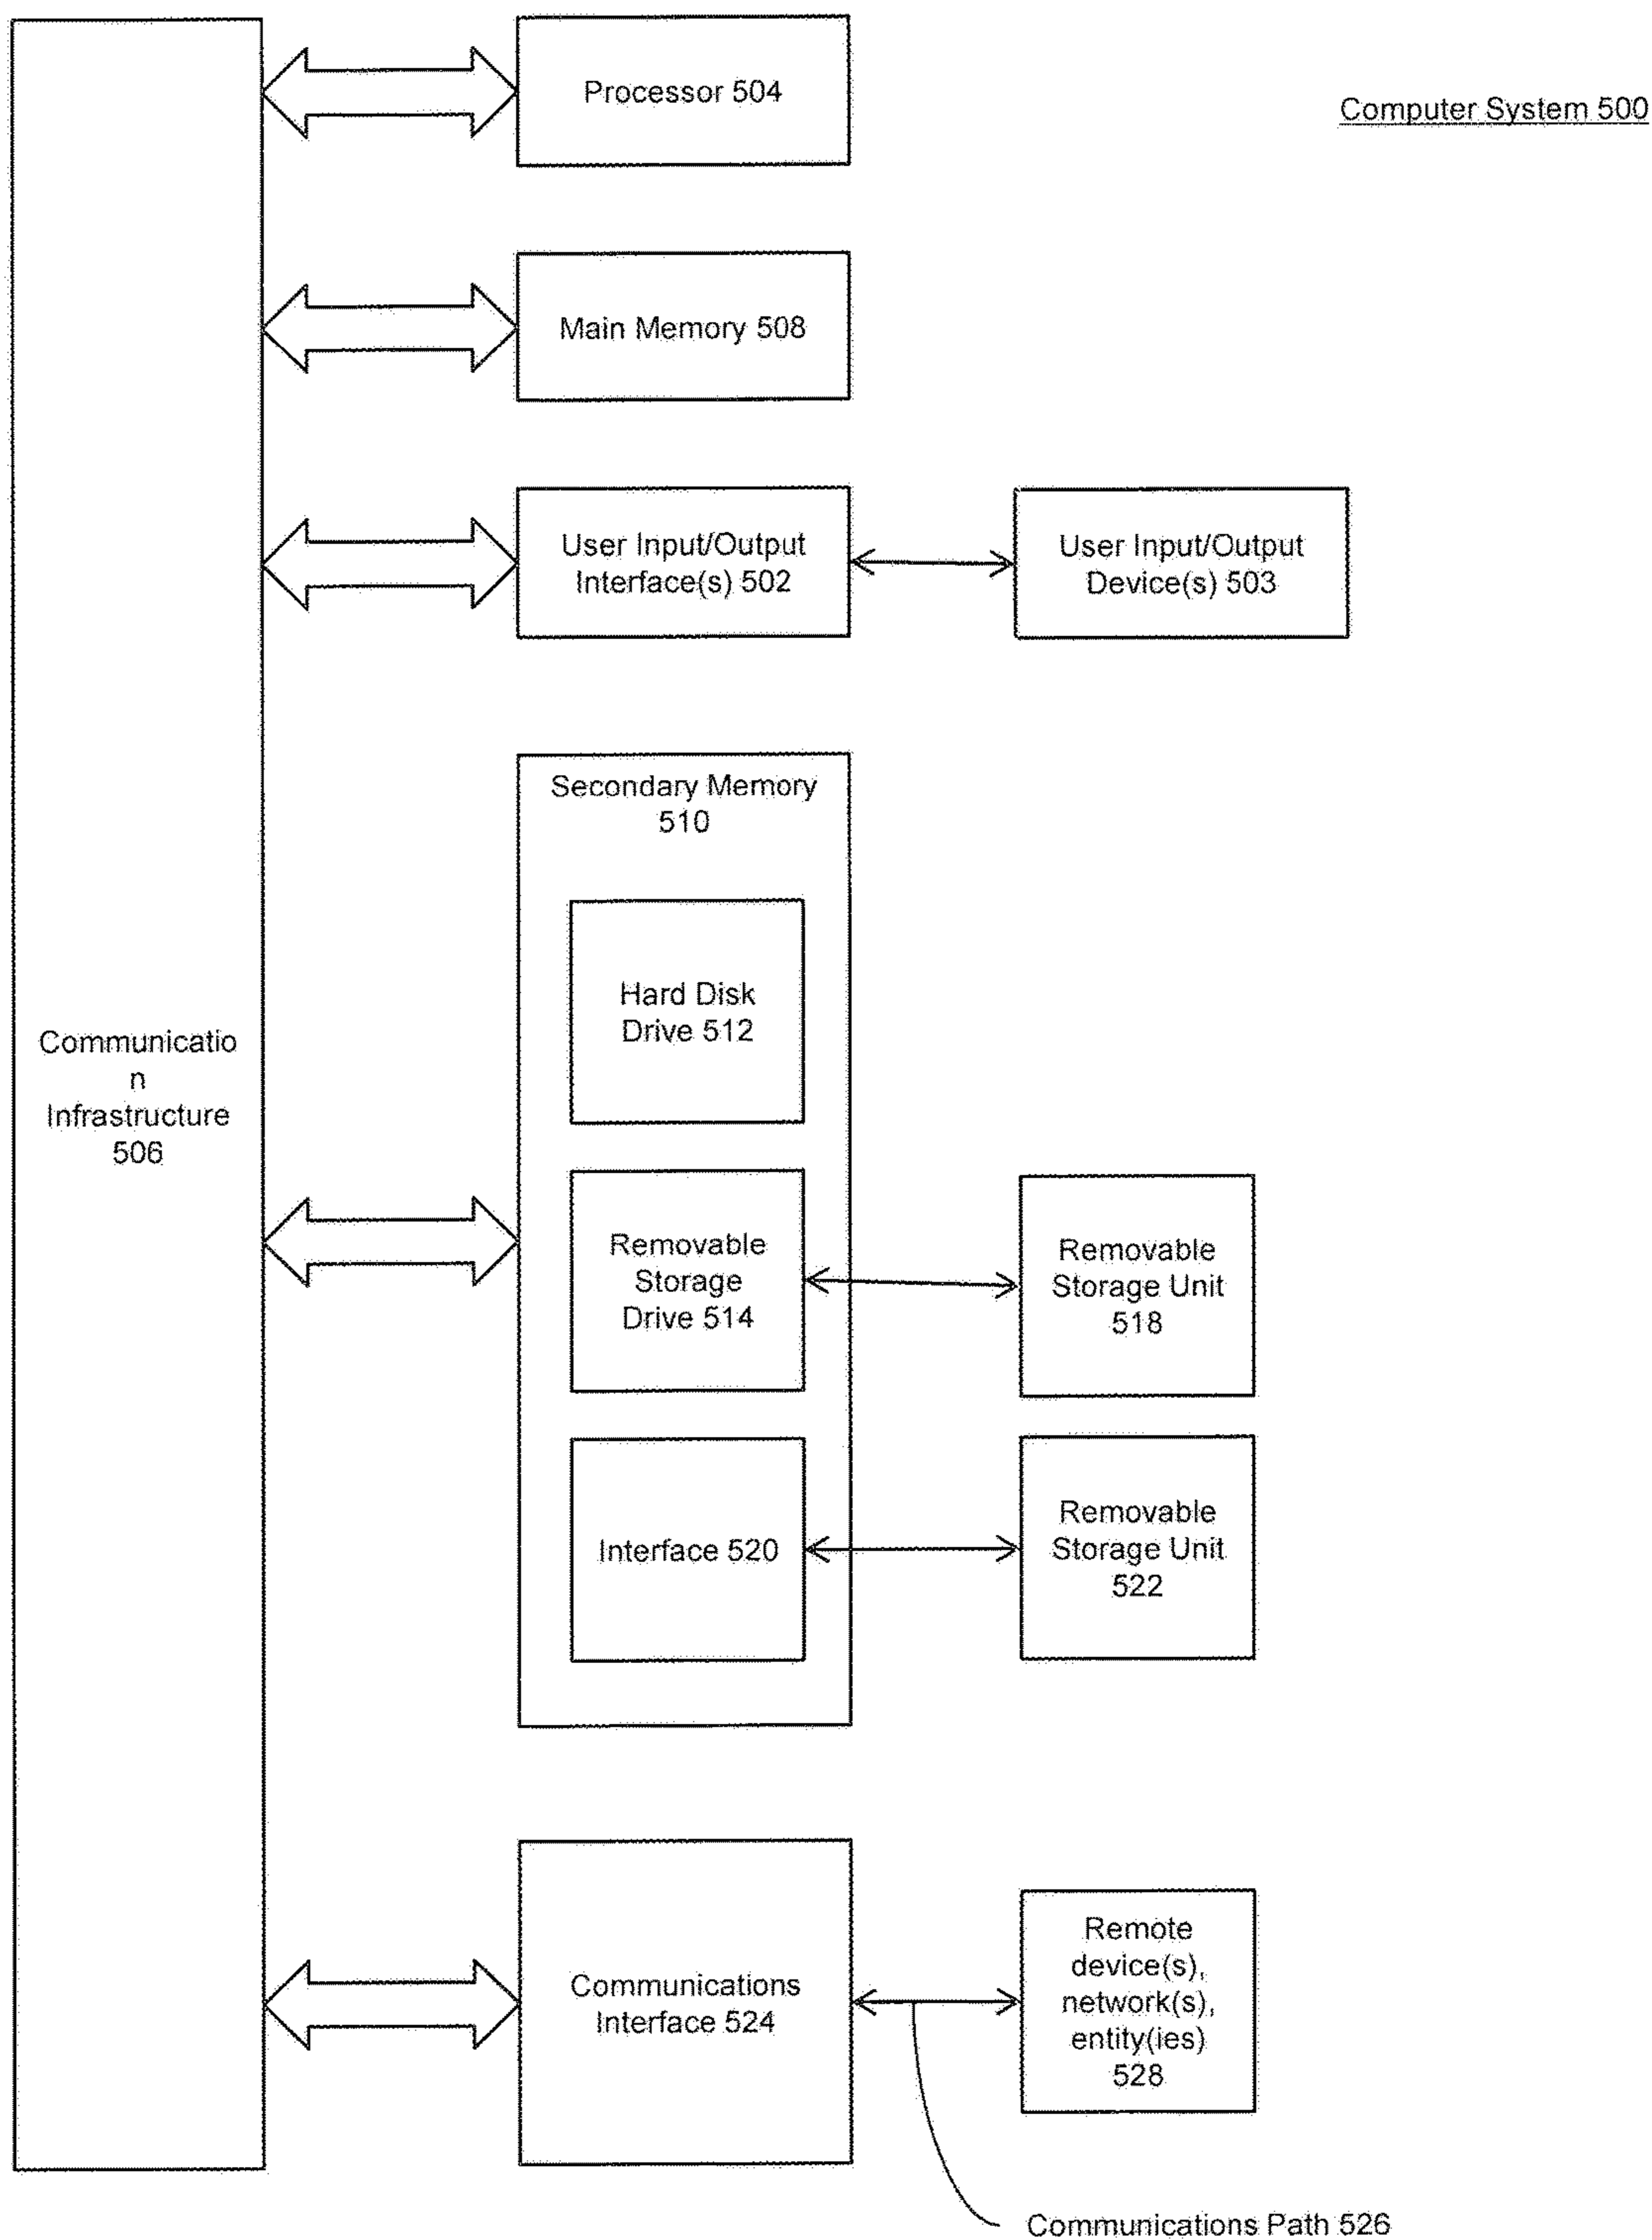 Processor 504
Computer System 500
Main Memory 508
User Input/Output
Interface(s) 502
User Input/Output
Device(s) 503
Secondary Memory
510
Hard Disk
Drive 512
Communicatio
n
Infrastructure
506
Removable
Storage
Drive 514
Removable
Storage Unit
518
Interface 520
Removable
Storage Unit
522
Communications
Interface 524
Remote
device(s),
network(s),
entity(ies)
528
Communications Path 526